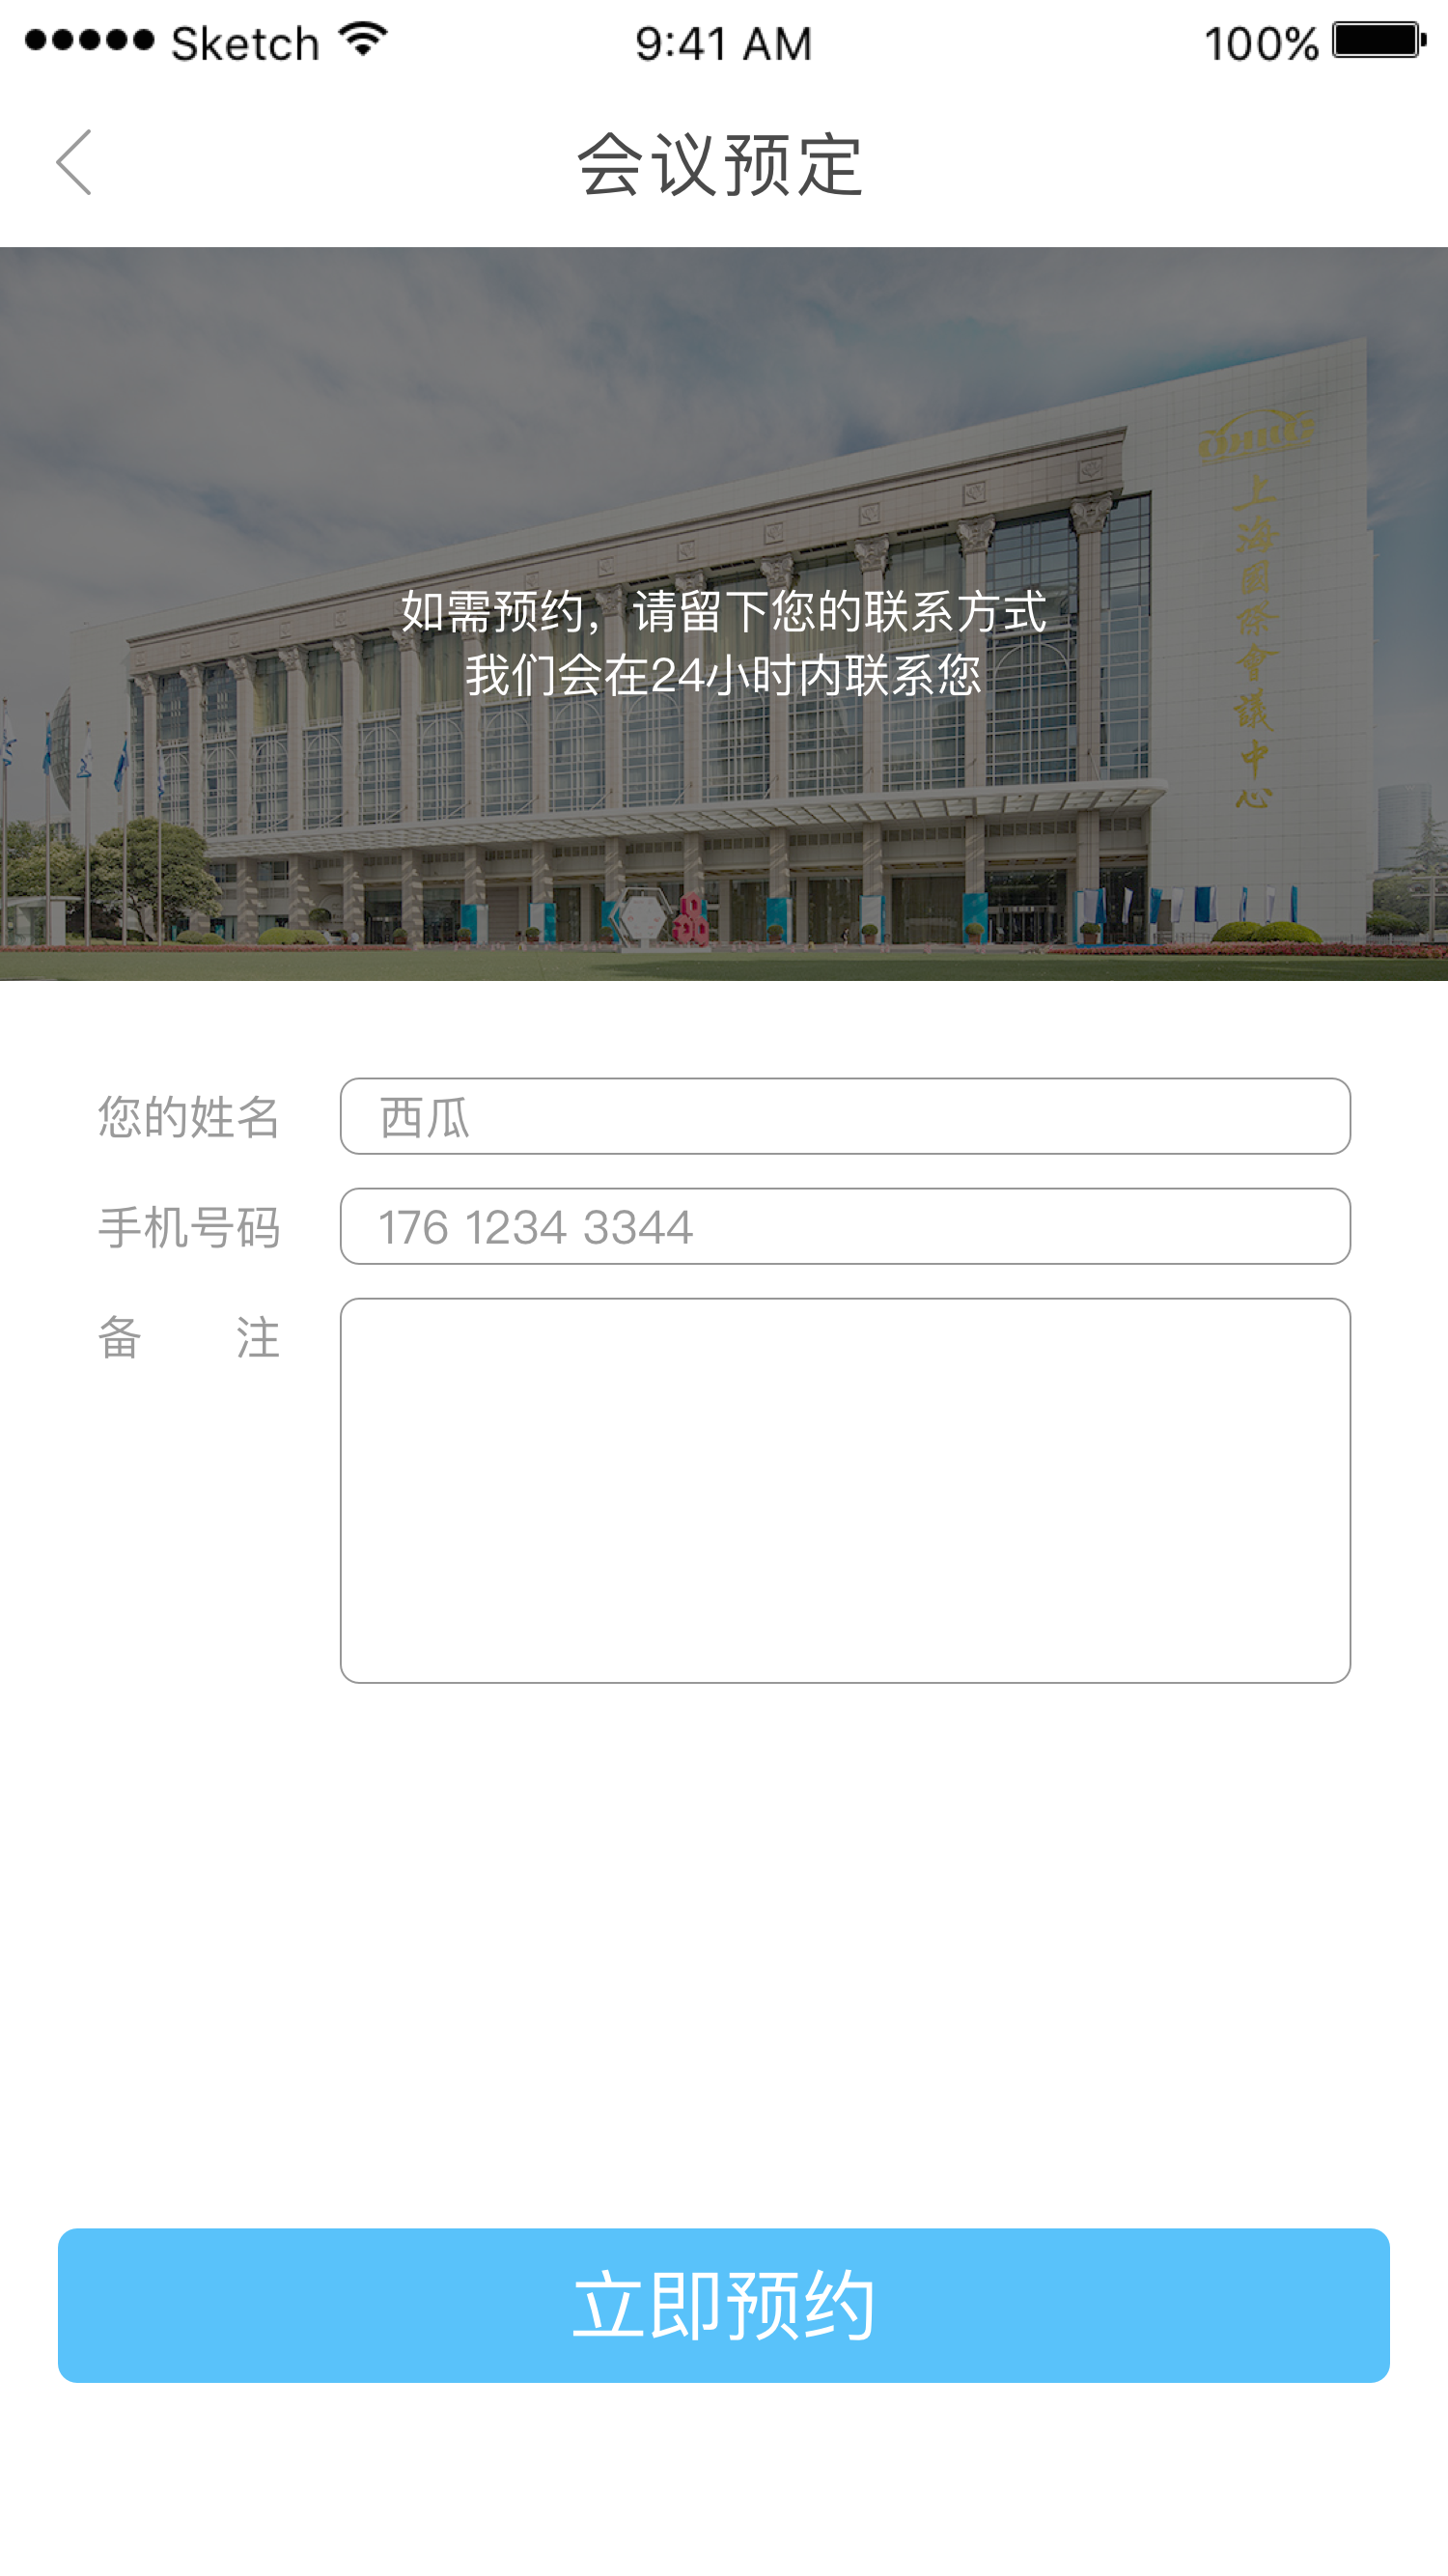 Sketch 9:41 AM 100%
会议预定
上海國際會議中心
如需预约，请留下您的联系方式
我们会在24小时内联系您
您的姓名 西瓜
手机号码 176 1234 3344
备 注
立即预约